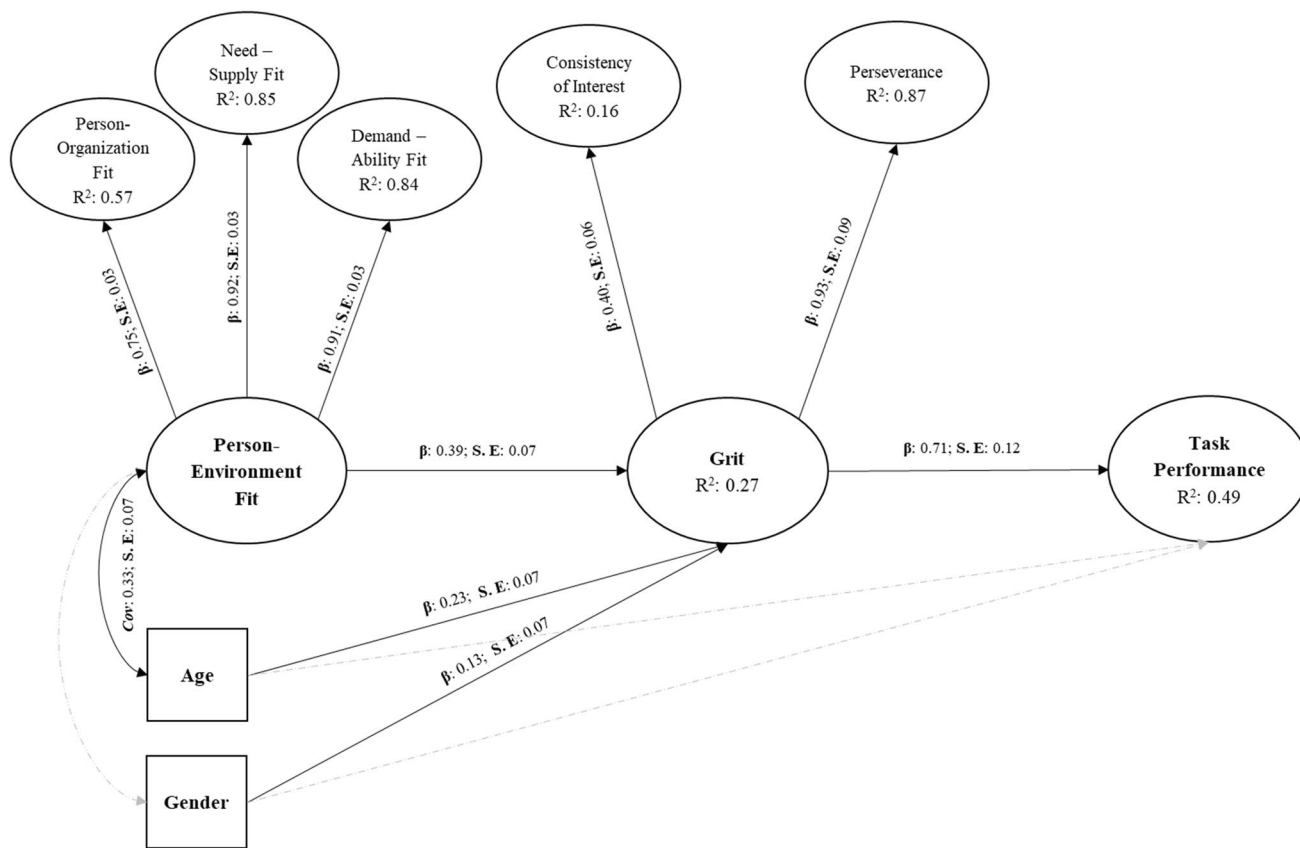 Need –
Supply Fit
R²: 0.85
Person-
Organization
Fit
R²: 0.57
Demand –
Ability Fit
R²: 0.84
Consistency
of Interest
R²: 0.16
Perseverance
R²: 0.87
β: 0.75; S.E: 0.03
β: 0.92; S.E: 0.03
β: 0.91; S.E: 0.03
β: 0.40; S.E: 0.06
β: 0.93; S.E: 0.09
Person-
Environment
Fit
β: 0.39; S. E: 0.07
Grit
R²: 0.27
β: 0.71; S. E: 0.12
Task
Performance
R²: 0.49
Cov: 0.33; S. E: 0.07
β: 0.23; S. E: 0.07
β: 0.13; S. E: 0.07
Age
Gender